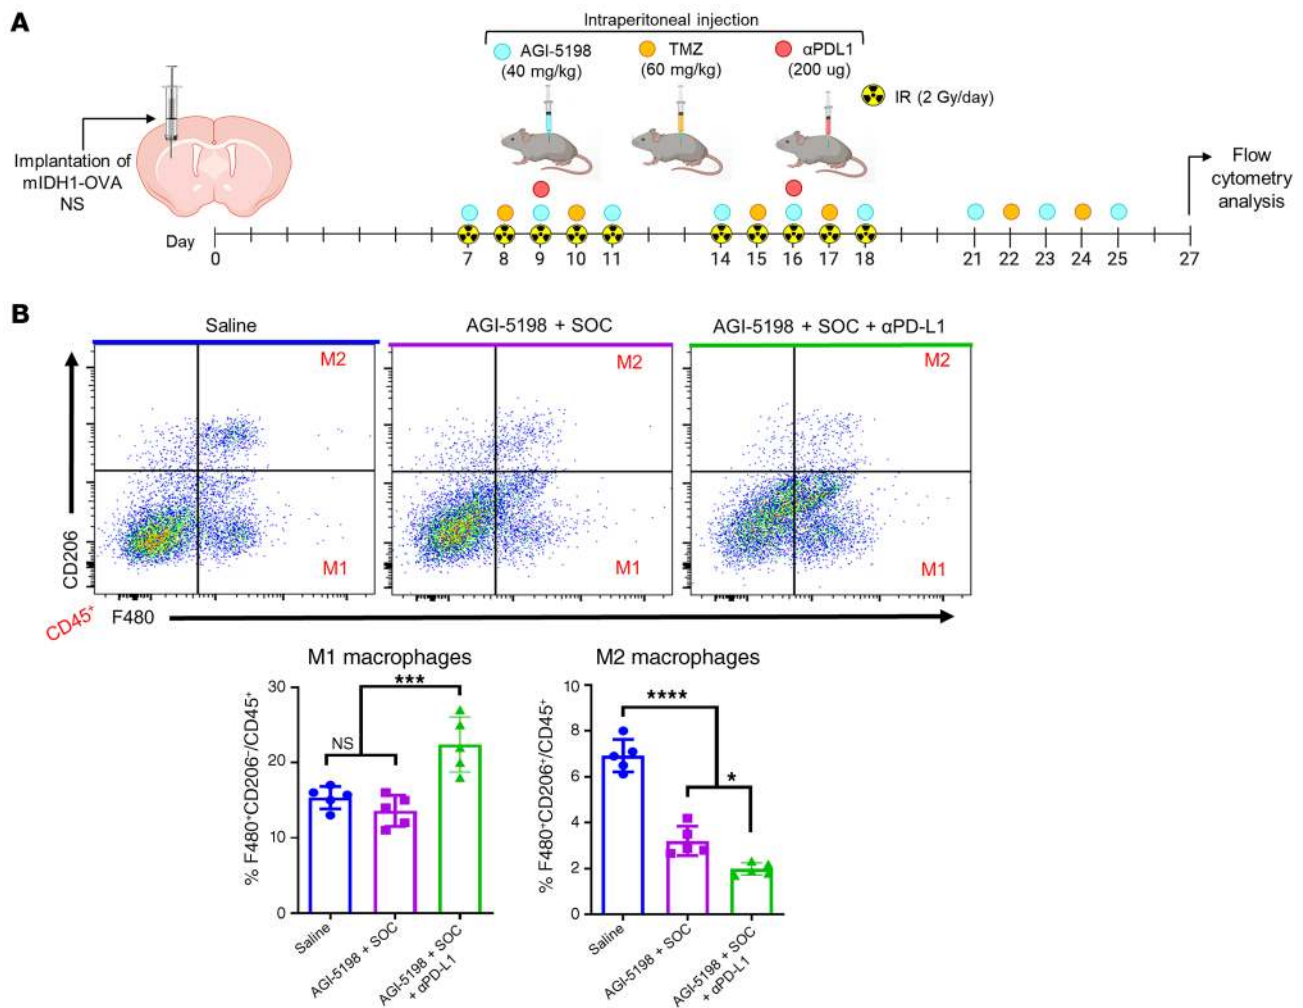 A
Intraperitoneal injection
AGI-5198
(40 mg/kg)
TMZ
(60 mg/kg)
αPDL1
(200 ug)
IR (2 Gy/day)
Implantation of
mIDH1-OVA
NS
Flow
cytometry
analysis
Day
0 7 8 9 10 11 14 15 16 17 18 21 22 23 24 25 27
B
Saline
AGI-5198 + SOC
AGI-5198 + SOC + αPD-L1
M2
M2
M2
M1
M1
M1
CD206
CD45⁺
F480
M1 macrophages
% F480⁺CD206⁻/CD45⁺
30
20
10
0
NS
***
Saline
AGI-5198 + SOC
AGI-5198 + SOC
+ αPD-L1
M2 macrophages
% F480⁺CD206⁺/CD45⁺
10
8
6
4
2
0
****
*
Saline
AGI-5198 + SOC
AGI-5198 + SOC
+ αPD-L1